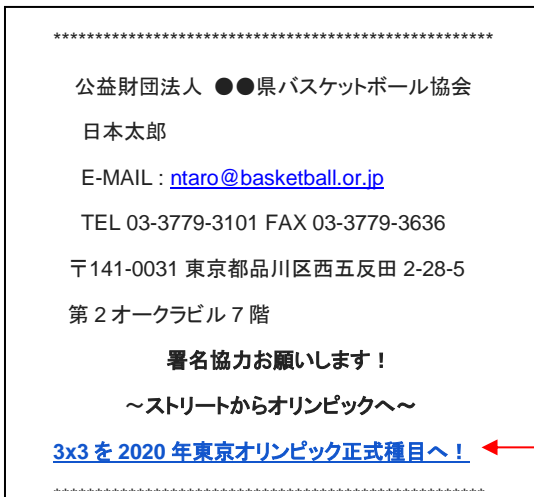 *****************************************************
公益財団法人 ●●県バスケットボール協会
日本太郎
E-MAIL : ntaro@basketball.or.jp
TEL 03-3779-3101 FAX 03-3779-3636
〒141-0031 東京都品川区西五反田 2-28-5
第 2 オークラビル 7 階
署名協力お願いします！
～ストリートからオリンピックへ～
3x3 を 2020 年東京オリンピック正式種目へ！
****************************************************